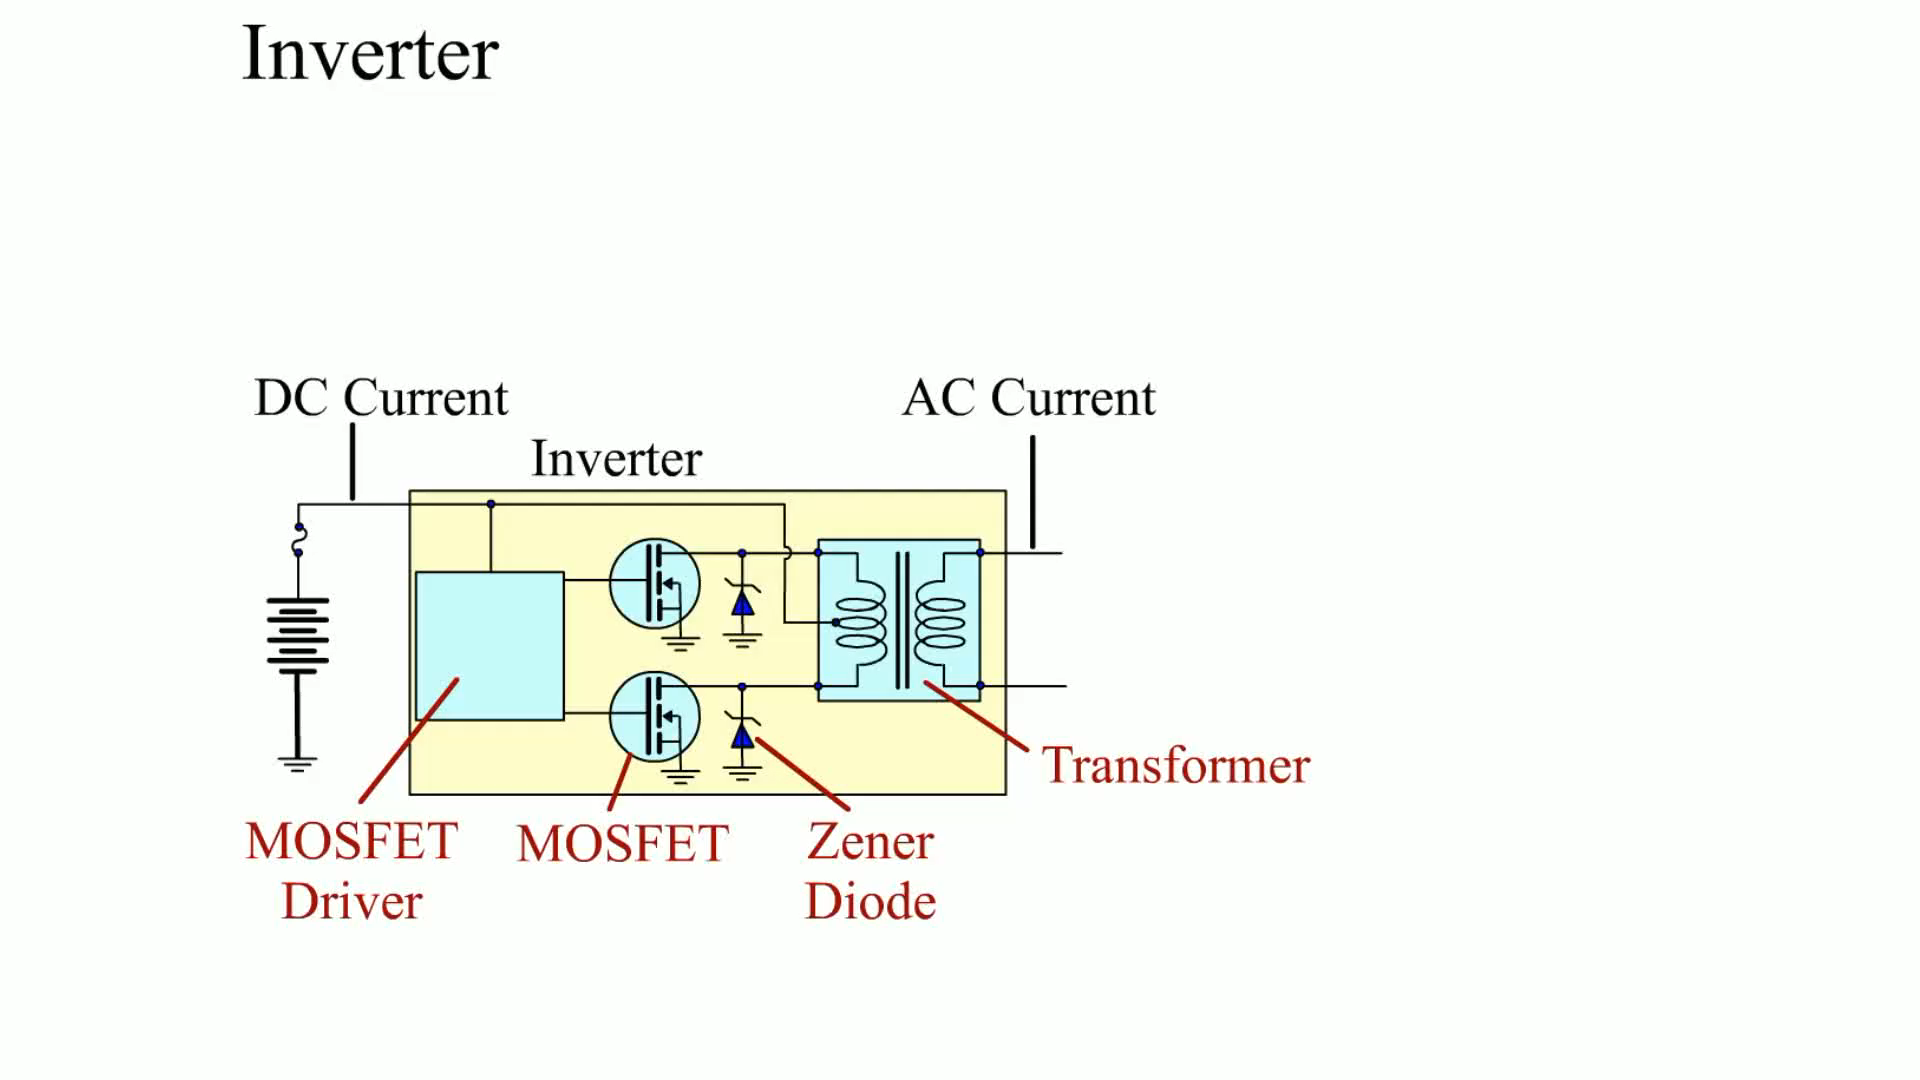 Inverter
DC Current
AC Current
Inverter
Transformer
MOSFET
Driver
MOSFET
Zener
Diode